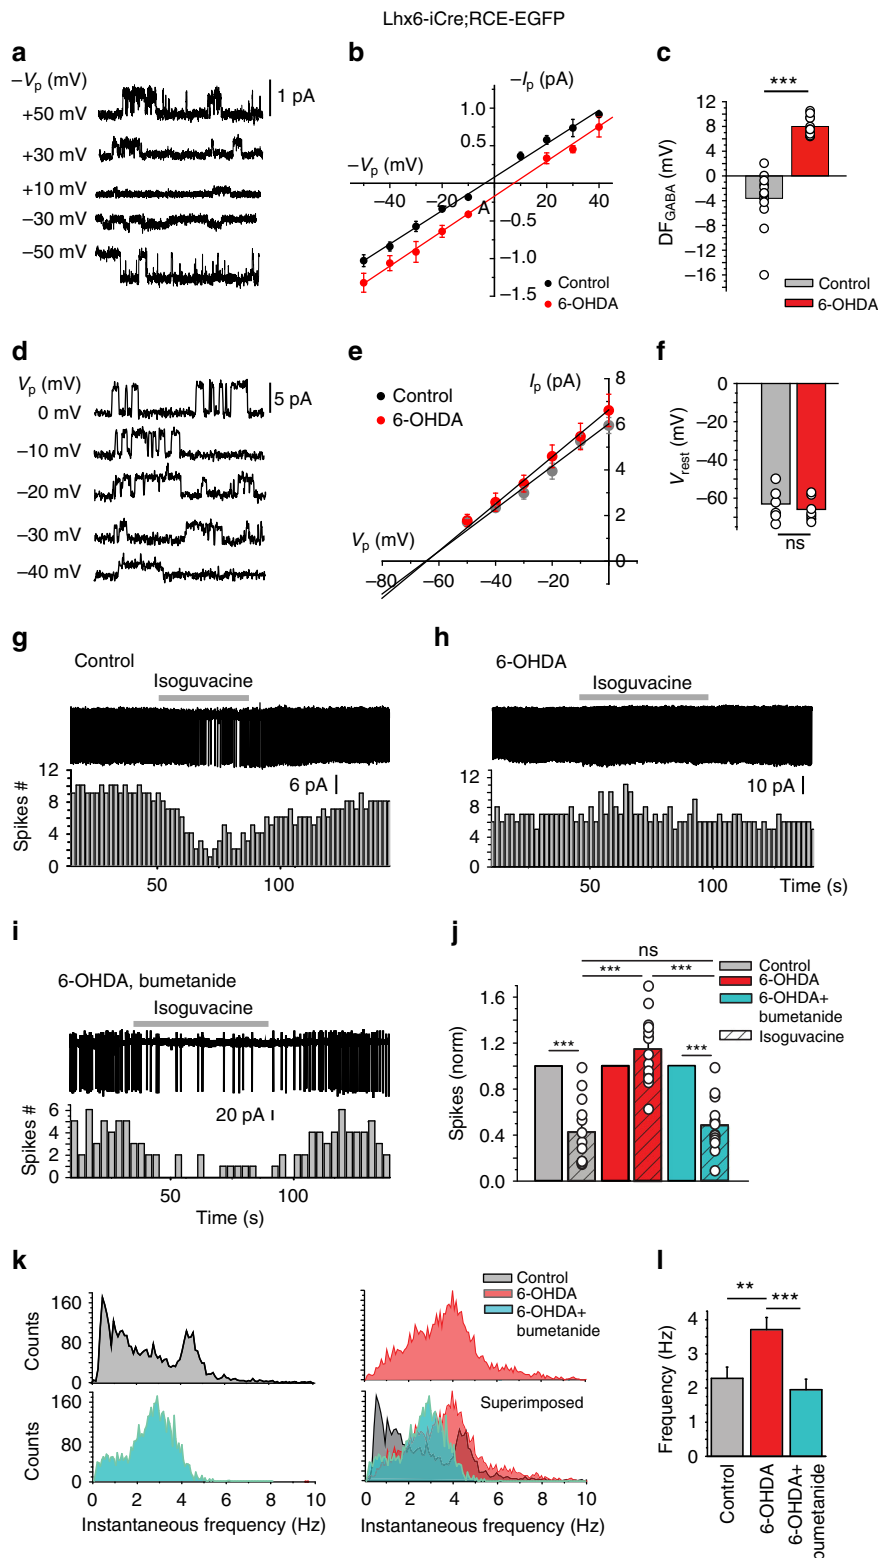 Lhx6-iCre;RCE-EGFP
a
−Vp (mV)
+50 mV
+30 mV
+10 mV
−30 mV
−50 mV
1 pA
b
−Ip (pA)
1.0
0.5
−Vp (mV)
−40
−20
20
40
A
−0.5
−1.0
−1.5
Control
6-OHDA
c
***
12
8
4
0
−4
−8
−12
−16
DFGABA (mV)
Control
6-OHDA
d
Vp (mV)
0 mV
−10 mV
−20 mV
−30 mV
−40 mV
5 pA
e
Control
6-OHDA
Ip (pA)
8
6
4
2
0
Vp (mV)
−80
−60
−40
−20
0
f
0
−20
−40
−60
Vrest (mV)
ns
g
Control
Isoguvacine
6 pA
Spikes #
12
8
4
0
50
100
h
6-OHDA
Isoguvacine
10 pA
12
8
4
0
50
100
Time (s)
i
6-OHDA, bumetanide
Isoguvacine
20 pA
Spikes #
6
4
2
0
50
100
Time (s)
j
ns
***
***
***
***
Control
6-OHDA
6-OHDA+
bumetanide
Isoguvacine
Spikes (norm)
1.6
1.2
0.8
0.4
0.0
k
Counts
160
80
0
Control
6-OHDA
6-OHDA+
bumetanide
Counts
160
80
0
0
2
4
6
8
10
Instantaneous frequency (Hz)
Superimposed
0
2
4
6
8
10
Instantaneous frequency (Hz)
l
**
***
Frequency (Hz)
4
3
2
1
0
Control
6-OHDA
6-OHDA+
bumetanide